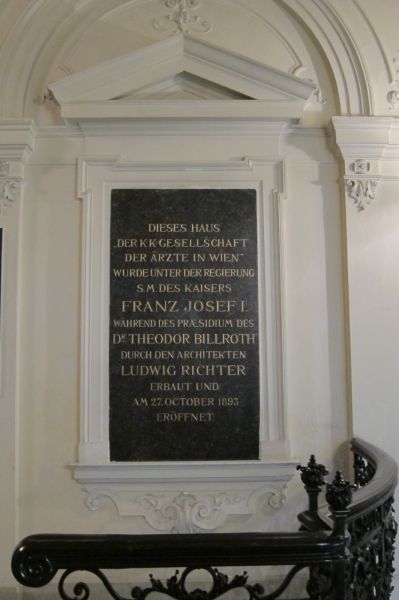 DIESES HAUS
„DER K.K. GESELLSCHAFT
DER ÄRZTE IN WIEN"
WURDE UNTER DER REGIERUNG
S.M. DES KAISERS
FRANZ JOSEF I.
WÄHREND DES PRÆSIDIUM DES
DR THEODOR BILLROTH
DURCH DEN ARCHITEKTEN
LUDWIG RICHTER
ERBAUT UND
AM 27. OCTOBER 1893
ERÖFFNET.